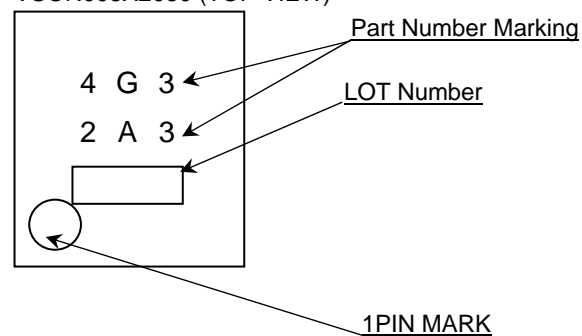 Part Number Marking
4 G 3
LOT Number
2 A 3
1PIN MARK